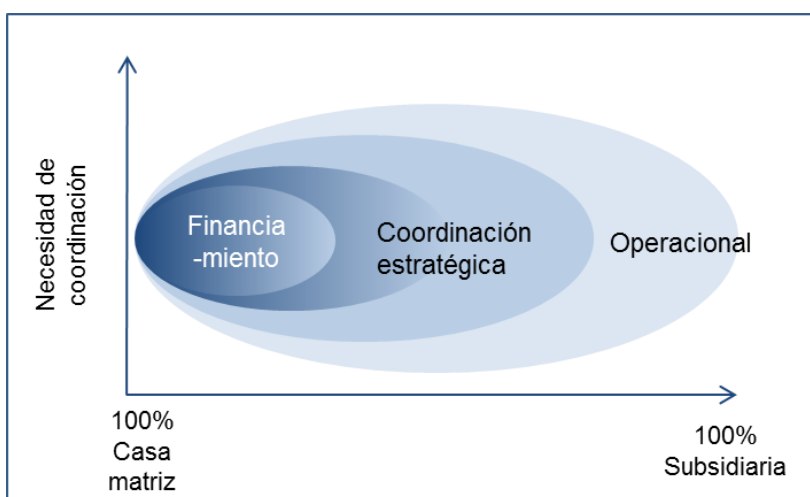 Necesidad de
coordinación
Financia
-miento
Coordinación
estratégica
Operacional
100%
Casa
matriz
100%
Subsidiaria